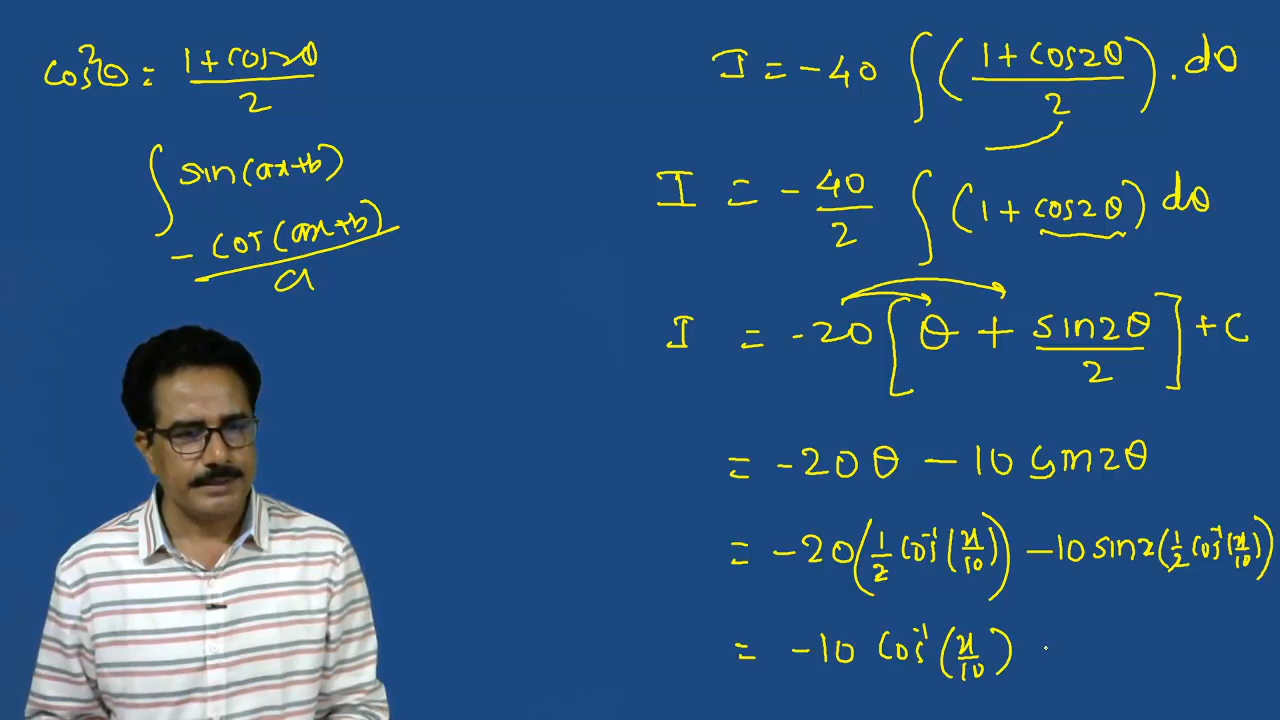 cos²θ = (1+cos2θ)/2
∫ sin(ax+b)
-cos(ax+b)/a
I = -40 ∫ ((1+cos2θ)/2) . dθ
I = -40/2 ∫ (1+cos2θ) dθ
I = -20 [θ + sin2θ/2] + C
= -20θ - 10 sin2θ
= -20(1/2 cos⁻¹(x/10)) - 10 sin2(1/2 cos⁻¹(x/10))
= -10 cos⁻¹(x/10)